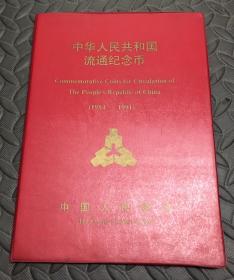 中华人民共和国
流通纪念币
Commemorative Coins for Circulation of
The People's Republic of China
(1984 1991)
中国人民银行